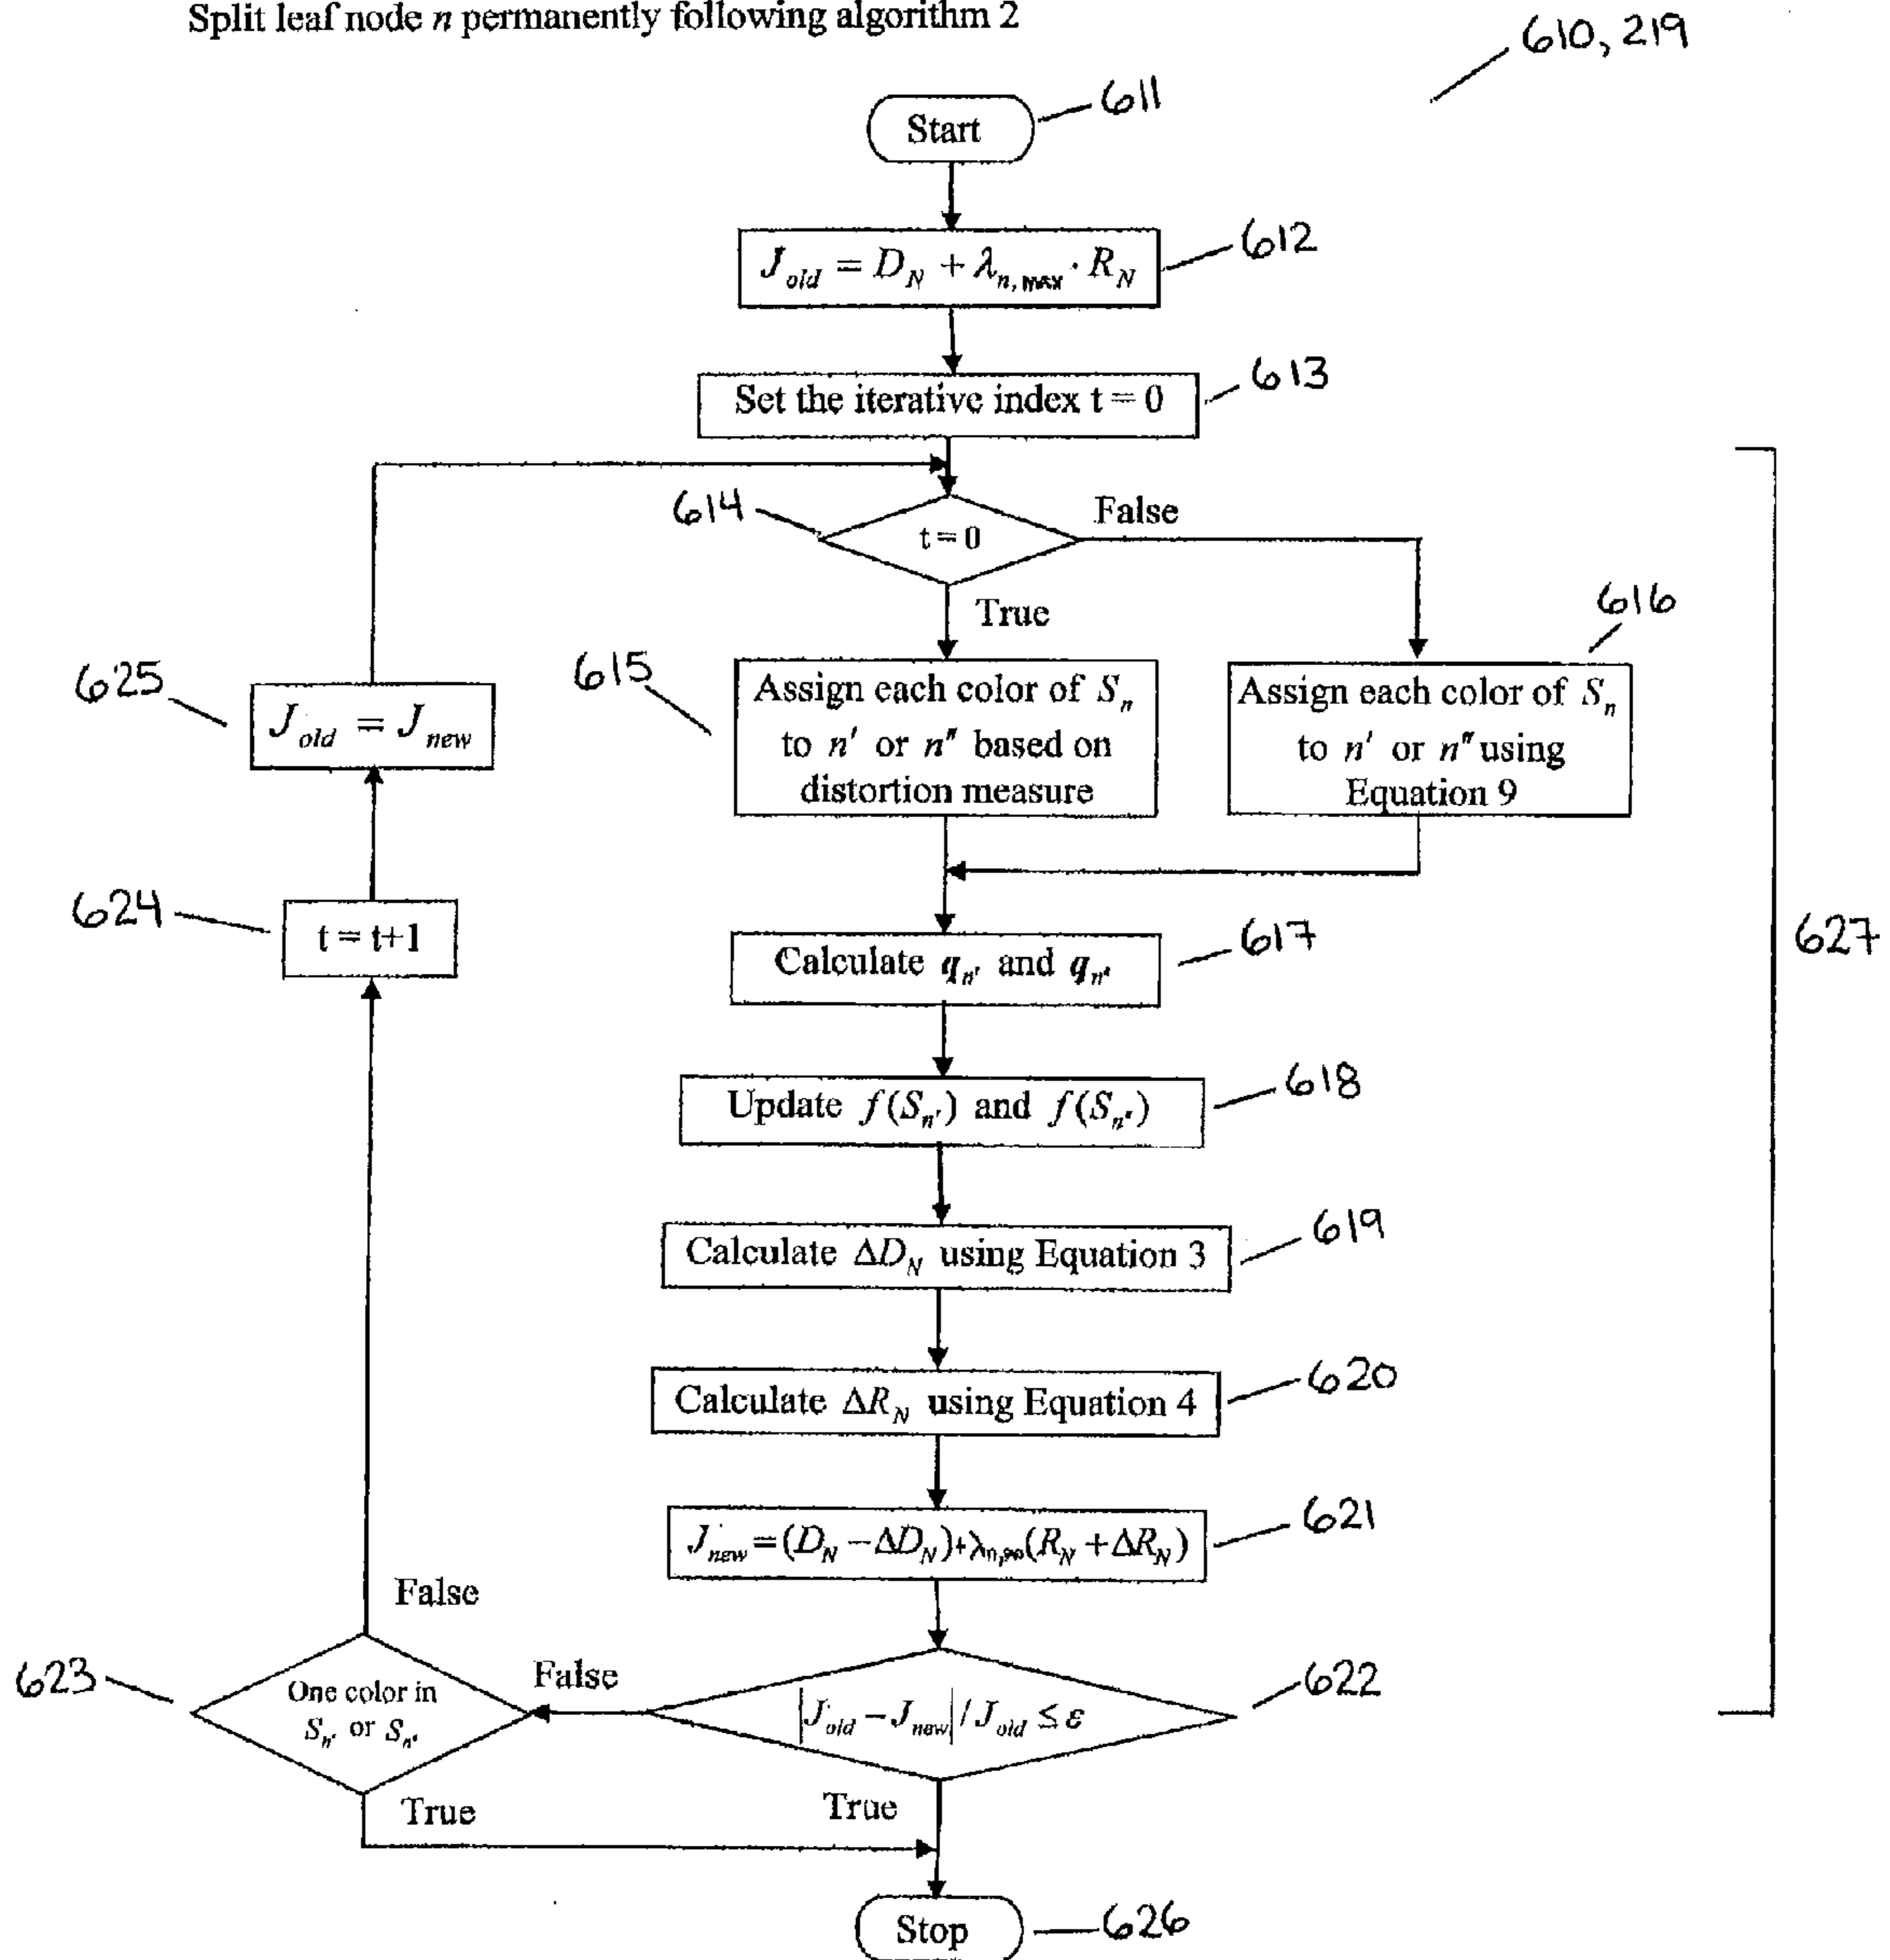 Split leaf node n permanently following algorithm 2
610, 219
Start
611
J_old = D_N + λ_n,max · R_N
612
Set the iterative index t = 0
613
614
t = 0
False
True
616
625
J_old = J_new
615
Assign each color of S_n
to n′ or n″ based on
distortion measure
Assign each color of S_n
to n′ or n″ using
Equation 9
624
t = t+1
Calculate q_n′ and q_n″
617
627
Update f(S_n′) and f(S_n″)
618
Calculate ΔD_N using Equation 3
619
Calculate ΔR_N using Equation 4
620
J_new = (D_N − ΔD_N) + λ_n, (R_N + ΔR_N)
621
False
623
One color in
S_n′ or S_n″
False
|J_old − J_new| / J_old ≤ ε
622
True
True
Stop
626